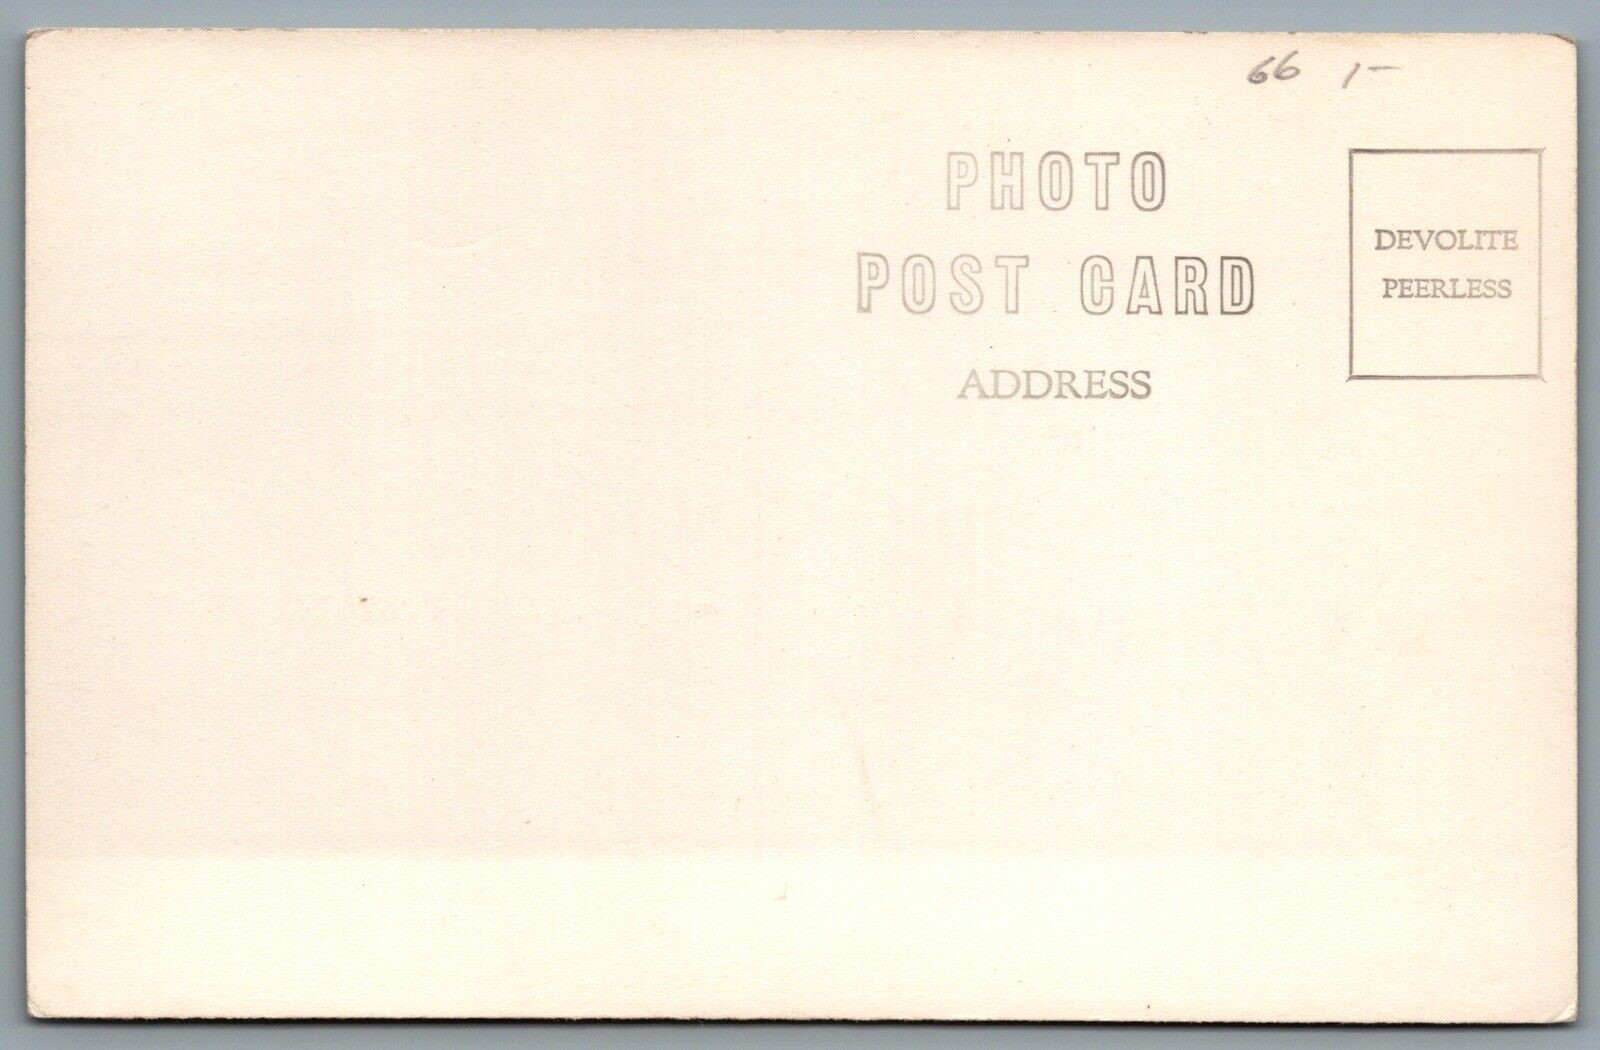 66 1-
PHOTO
POST CARD
ADDRESS
DEVOLITE
PEERLESS